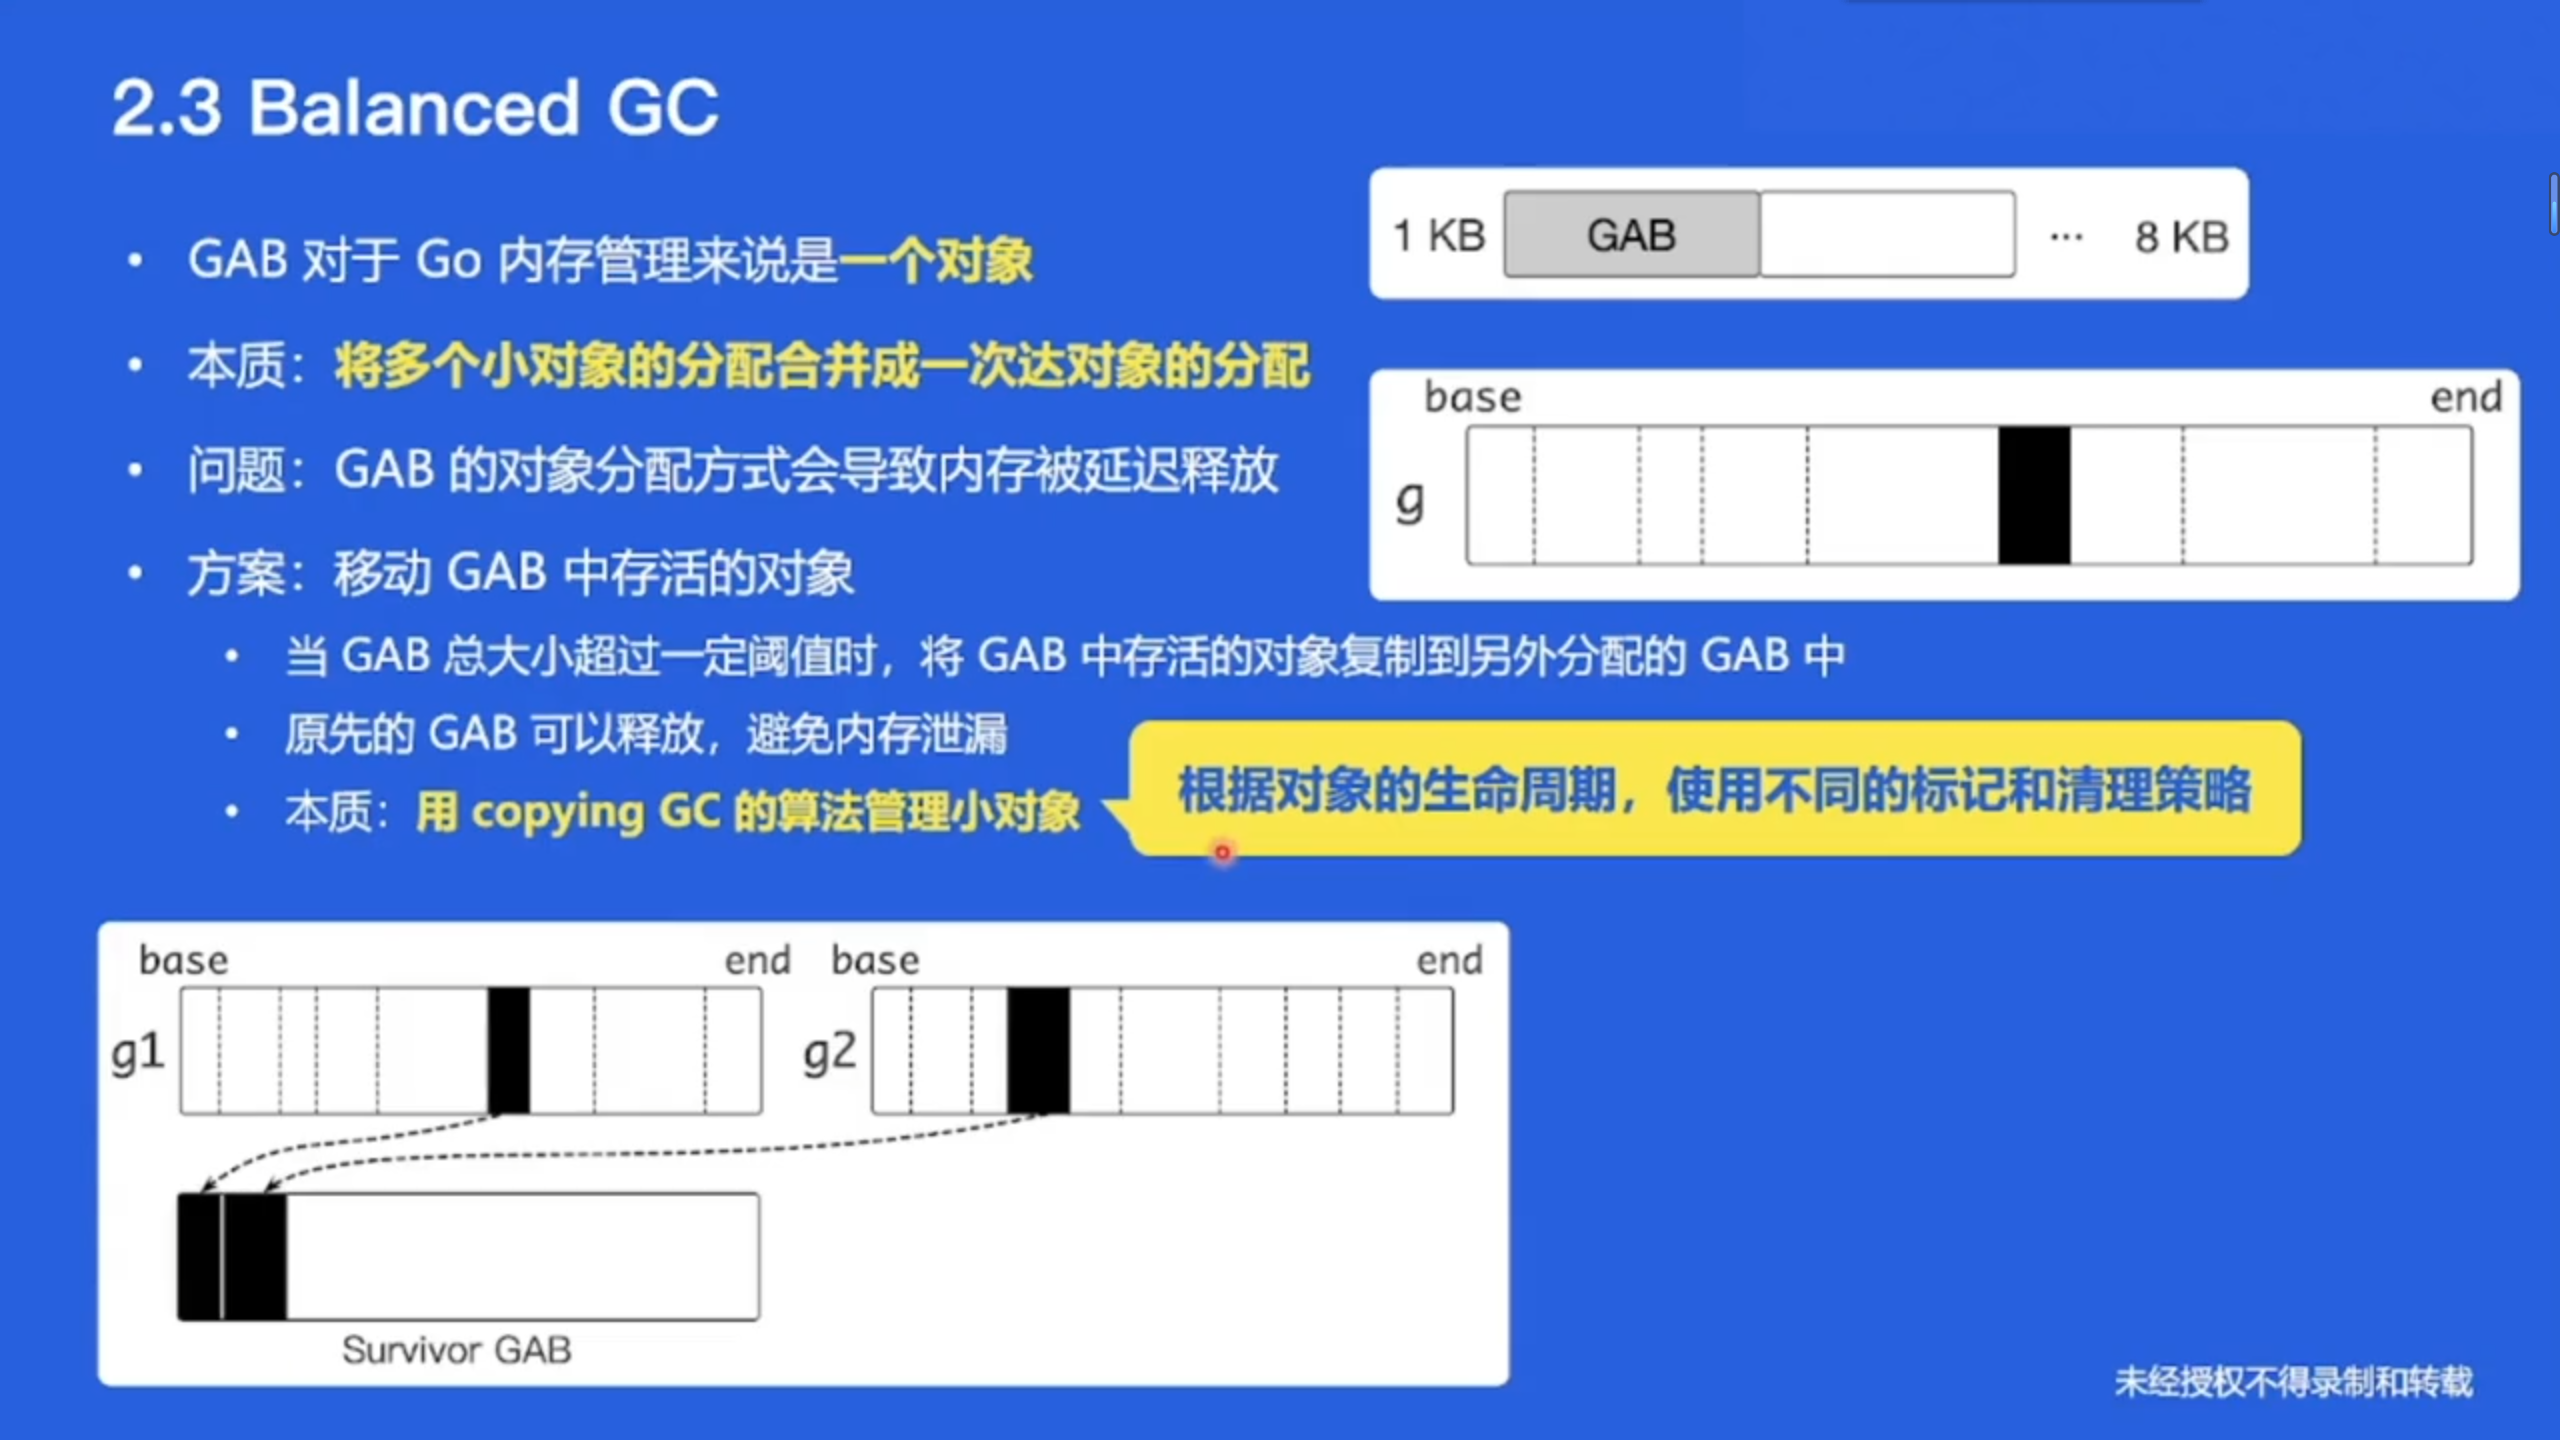 2.3 Balanced GC
• GAB 对于 Go 内存管理来说是一个对象
• 本质：将多个小对象的分配合并成一次达对象的分配
• 问题：GAB 的对象分配方式会导致内存被延迟释放
• 方案：移动 GAB 中存活的对象
• 当 GAB 总大小超过一定阈值时，将 GAB 中存活的对象复制到另外分配的 GAB 中
• 原先的 GAB 可以释放，避免内存泄漏
• 本质：用 copying GC 的算法管理小对象
根据对象的生命周期，使用不同的标记和清理策略
1 KB GAB ... 8 KB
base end
g
base end base end
g1 g2
Survivor GAB
未经授权不得录制和转载